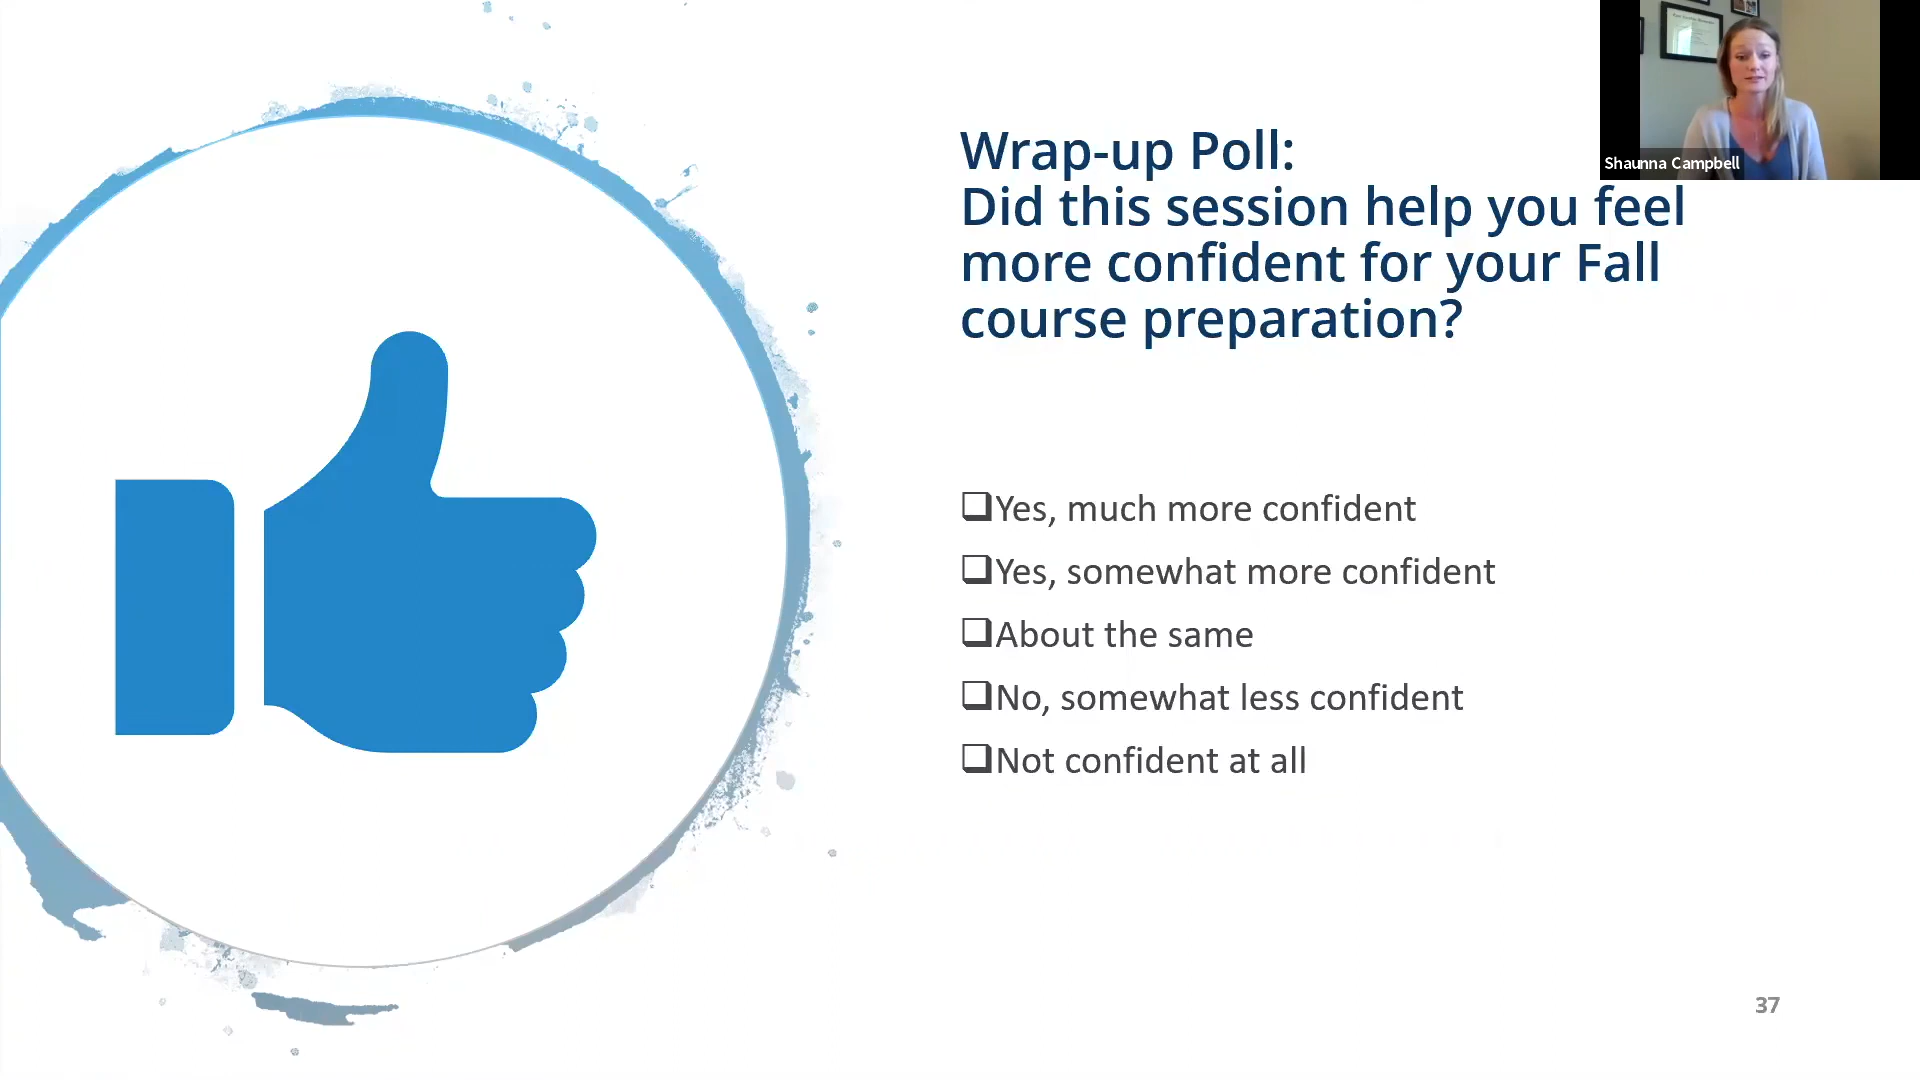 Wrap-up Poll:
Did this session help you feel
more confident for your Fall
course preparation?
Shaunna Campbell
❑Yes, much more confident
❑Yes, somewhat more confident
❑About the same
❑No, somewhat less confident
❑Not confident at all
37